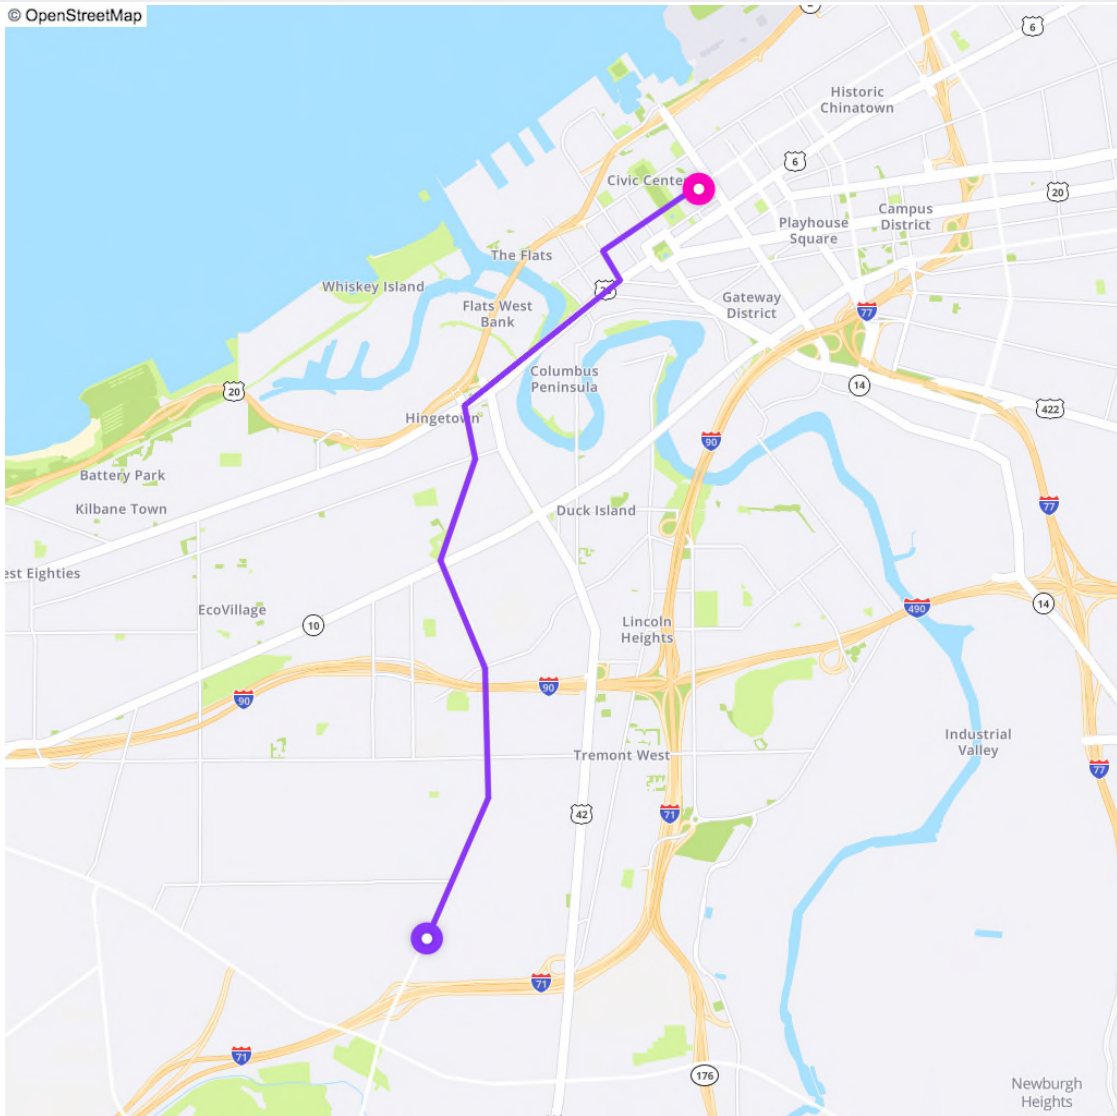 © OpenStreetMap
6
Historic
Chinatown
6
Civic Center
20
Campus
District
Playhouse
Square
The Flats
Whiskey Island
Gateway
District
Flats West
Bank
77
Columbus
Peninsula
14
20
422
Hingetown
90
Battery Park
Kilbane Town
77
Duck Island
est Eighties
EcoVillage
10
490
14
Lincoln
Heights
90
90
Industrial
Valley
Tremont West
77
42
71
71
71
176
Newburgh
Heights